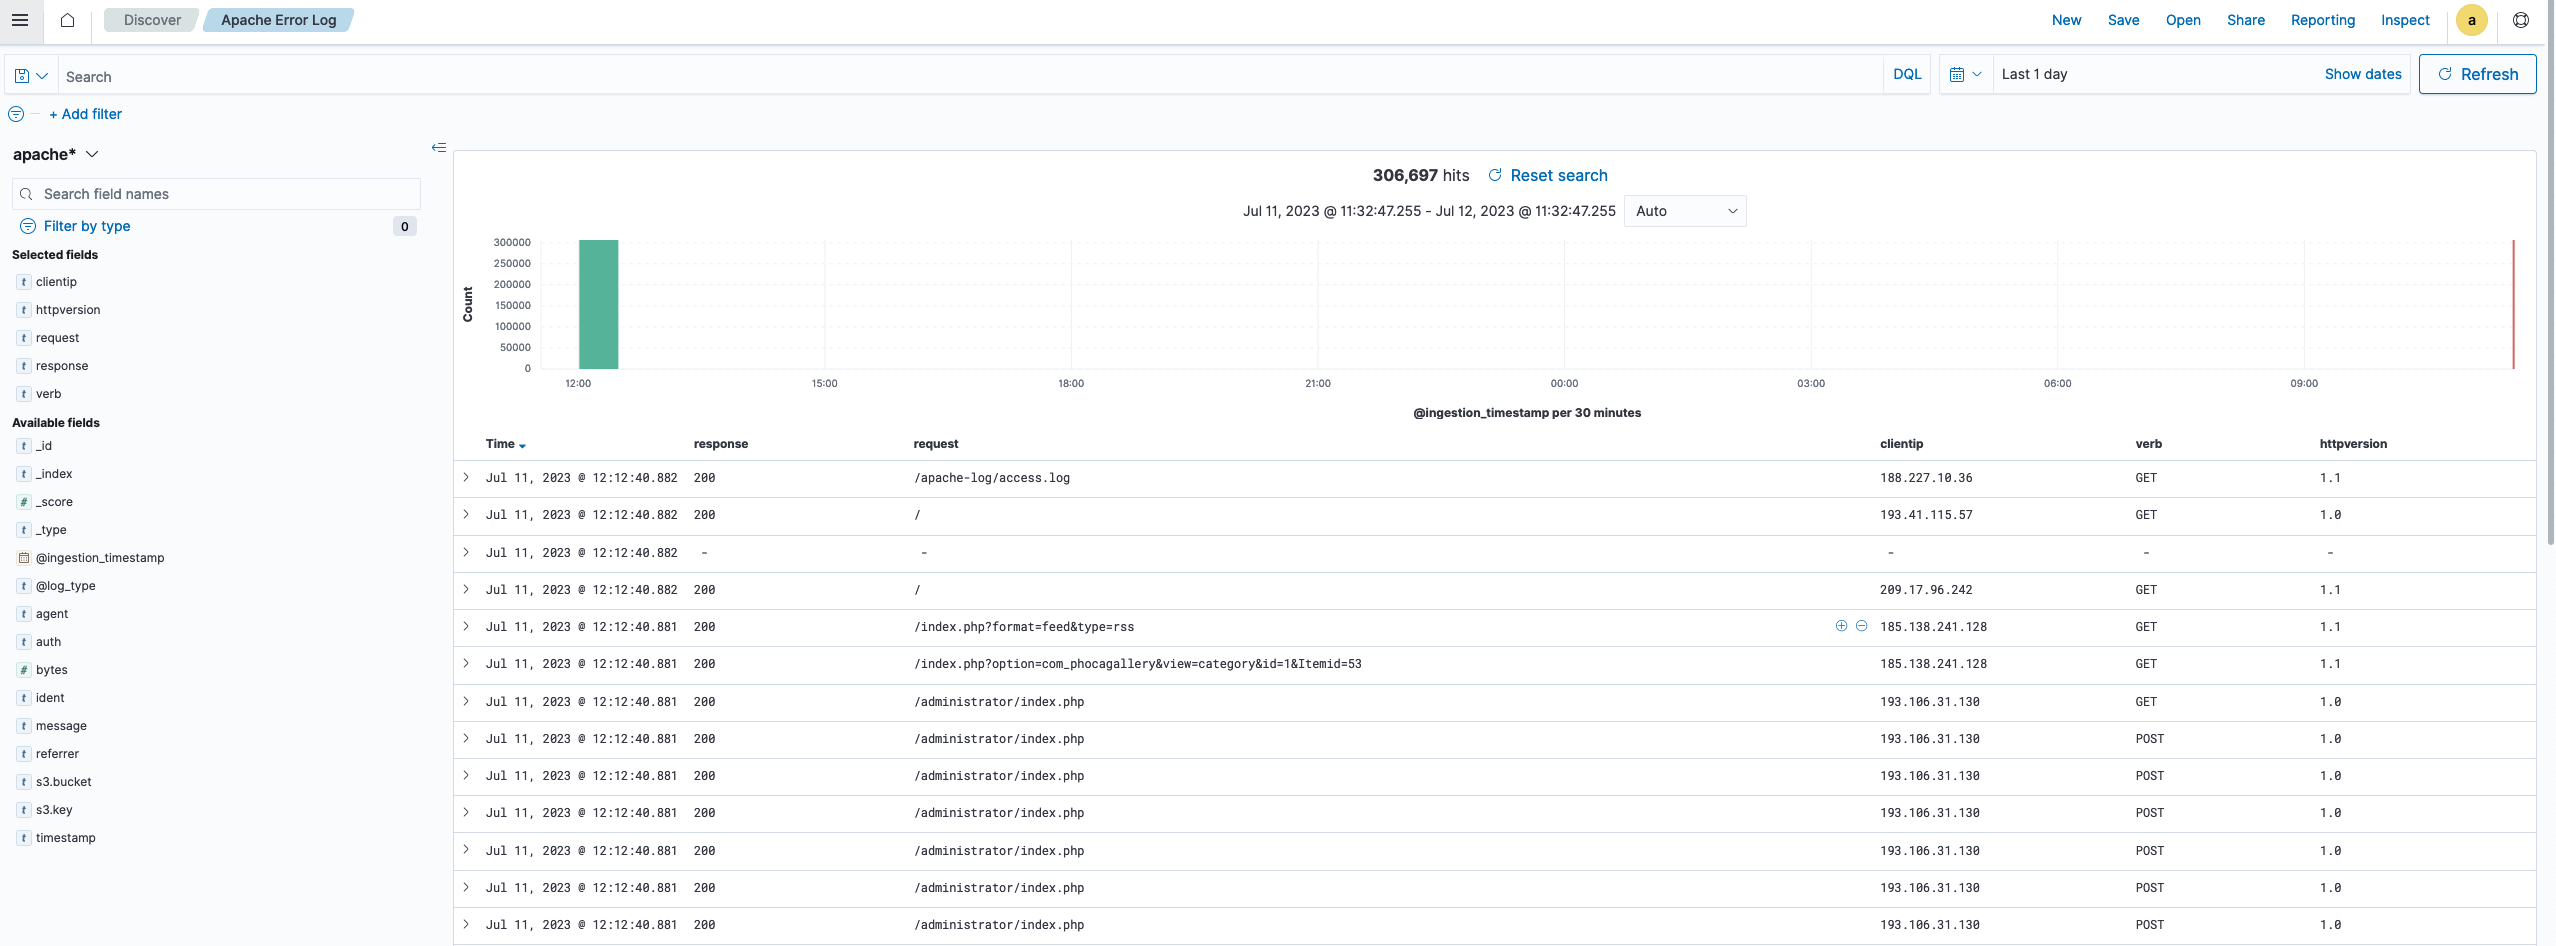 Discover Apache Error Log New Save Open Share Reporting Inspect a
Search DQL Last 1 day Show dates Refresh
+ Add filter
apache*
Search field names
Filter by type 0
Selected fields
t clientip
t httpversion
t request
t response
t verb
Available fields
t _id
t _index
# _score
t _type
@ingestion_timestamp
t @log_type
t agent
t auth
# bytes
t ident
t message
t referrer
t s3.bucket
t s3.key
t timestamp
306,697 hits Reset search
Jul 11, 2023 @ 11:32:47.255 - Jul 12, 2023 @ 11:32:47.255 Auto
Count
300000
250000
200000
150000
100000
50000
0
12:00 15:00 18:00 21:00 00:00 03:00 06:00 09:00
@ingestion_timestamp per 30 minutes
Time response request clientip verb httpversion
Jul 11, 2023 @ 12:12:40.882 200 /apache-log/access.log 188.227.10.36 GET 1.1
Jul 11, 2023 @ 12:12:40.882 200 / 193.41.115.57 GET 1.0
Jul 11, 2023 @ 12:12:40.882 - - - - -
Jul 11, 2023 @ 12:12:40.882 200 / 209.17.96.242 GET 1.1
Jul 11, 2023 @ 12:12:40.881 200 /index.php?format=feed&type=rss 185.138.241.128 GET 1.1
Jul 11, 2023 @ 12:12:40.881 200 /index.php?option=com_phocagallery&view=category&id=1&Itemid=53 185.138.241.128 GET 1.1
Jul 11, 2023 @ 12:12:40.881 200 /administrator/index.php 193.106.31.130 GET 1.0
Jul 11, 2023 @ 12:12:40.881 200 /administrator/index.php 193.106.31.130 POST 1.0
Jul 11, 2023 @ 12:12:40.881 200 /administrator/index.php 193.106.31.130 POST 1.0
Jul 11, 2023 @ 12:12:40.881 200 /administrator/index.php 193.106.31.130 POST 1.0
Jul 11, 2023 @ 12:12:40.881 200 /administrator/index.php 193.106.31.130 POST 1.0
Jul 11, 2023 @ 12:12:40.881 200 /administrator/index.php 193.106.31.130 POST 1.0
Jul 11, 2023 @ 12:12:40.881 200 /administrator/index.php 193.106.31.130 POST 1.0